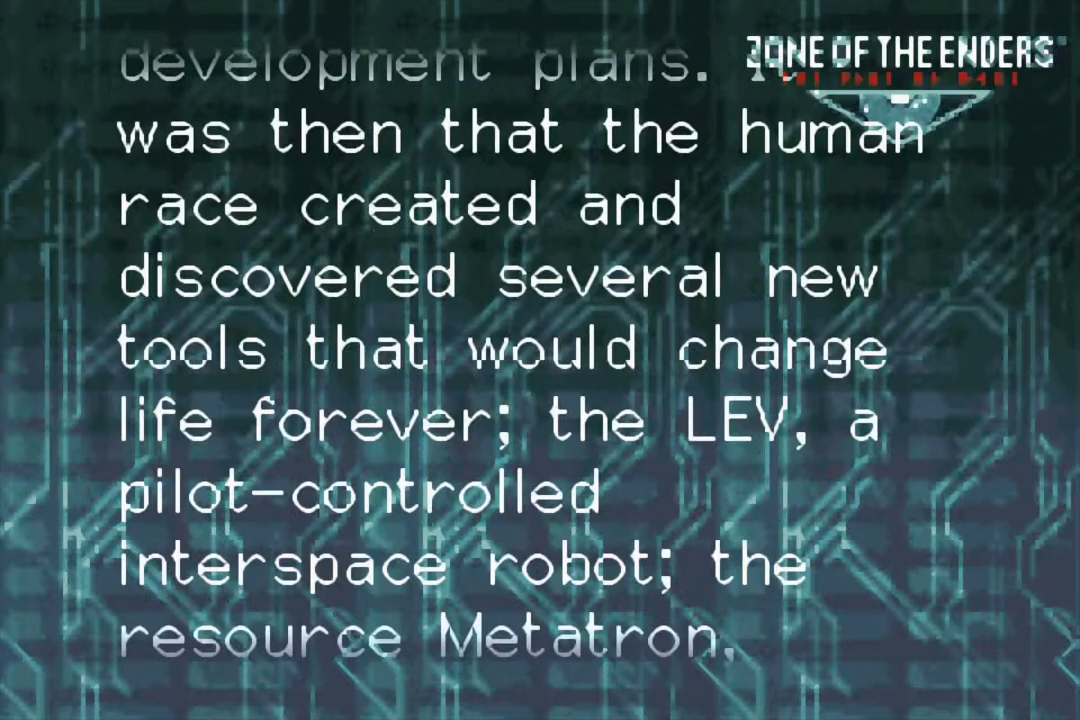 ZONE OF THE ENDERS
development plans. It
was then that the human
race created and
discovered several new
tools that would change
life forever; the LEV, a
pilot-controlled
interspace robot; the
resource Metatron,